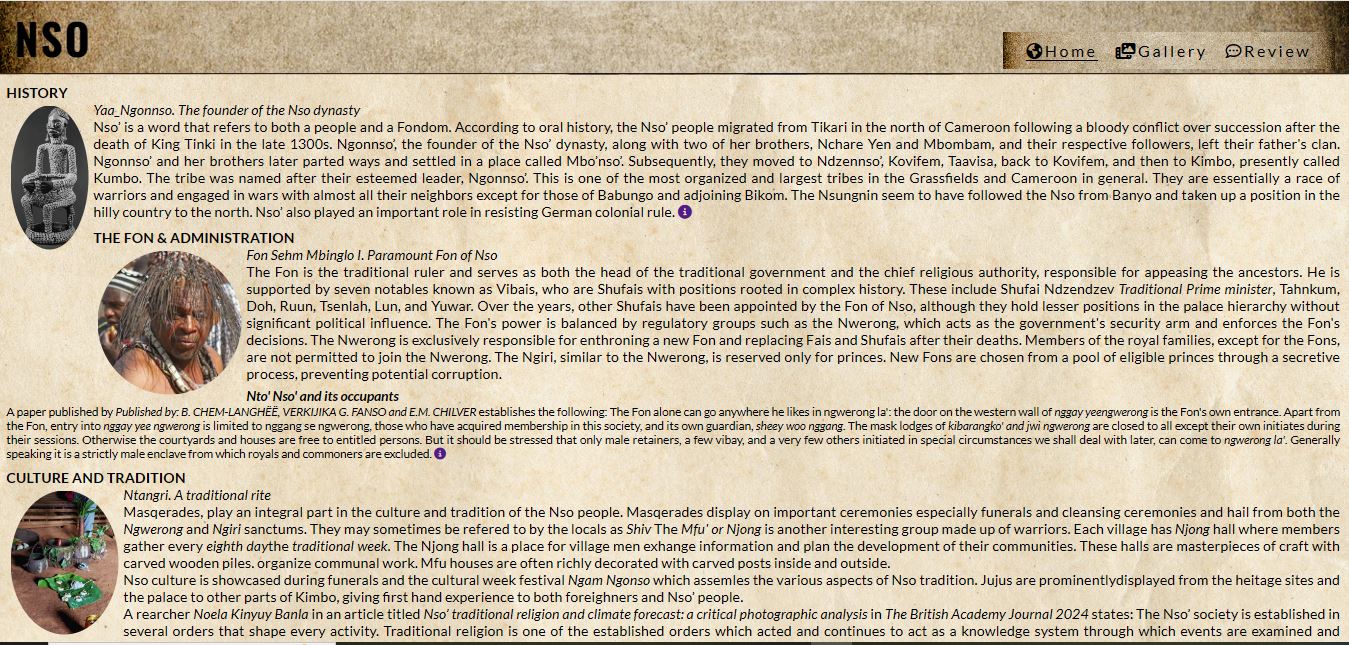 NSO
Home Gallery Review
HISTORY
Yaa_Ngonnso. The founder of the Nso dynasty
Nso’ is a word that refers to both a people and a Fondom. According to oral history, the Nso’ people migrated from Tikari in the north of Cameroon following a bloody conflict over succession after the
death of King Tinki in the late 1300s. Ngonnso’, the founder of the Nso’ dynasty, along with two of her brothers, Nchare Yen and Mbombam, and their respective followers, left their father's clan.
Ngonnso’ and her brothers later parted ways and settled in a place called Mbo’nso’. Subsequently, they moved to Ndzennso’, Kovifem, Taavisa, back to Kovifem, and then to Kimbo, presently called
Kumbo. The tribe was named after their esteemed leader, Ngonnso’. This is one of the most organized and largest tribes in the Grassfields and Cameroon in general. They are essentially a race of
warriors and engaged in wars with almost all their neighbors except for those of Babungo and adjoining Bikom. The Nsungnin seem to have followed the Nso from Banyo and taken up a position in the
hilly country to the north. Nso’ also played an important role in resisting German colonial rule.
THE FON & ADMINISTRATION
Fon Sehm Mbinglo I. Paramount Fon of Nso
The Fon is the traditional ruler and serves as both the head of the traditional government and the chief religious authority, responsible for appeasing the ancestors. He is
supported by seven notables known as Vibais, who are Shufais with positions rooted in complex history. These include Shufai Ndzendzev Traditional Prime minister, Tahnkum,
Doh, Ruun, Tsenlah, Lun, and Yuwar. Over the years, other Shufais have been appointed by the Fon of Nso, although they hold lesser positions in the palace hierarchy without
significant political influence. The Fon's power is balanced by regulatory groups such as the Nwerong, which acts as the government's security arm and enforces the Fon's
decisions. The Nwerong is exclusively responsible for enthroning a new Fon and replacing Fais and Shufais after their deaths. Members of the royal families, except for the Fons,
are not permitted to join the Nwerong. The Ngiri, similar to the Nwerong, is reserved only for princes. New Fons are chosen from a pool of eligible princes through a secretive
process, preventing potential corruption.
Nto' Nso' and its occupants
A paper published by Published by: B. CHEM-LANGHËË, VERKIJIKA G. FANSO and E.M. CHILVER establishes the following: The Fon alone can go anywhere he likes in ngwerong la': the door on the western wall of nggay yeengwerong is the Fon's own entrance. Apart from
the Fon, entry into nggay yee ngwerong is limited to nggang se ngwerong, those who have acquired membership in this society, and its own guardian, sheey woo nggang. The mask lodges of kibarangko' and jwi ngwerong are closed to all except their own initiates during
their sessions. Otherwise the courtyards and houses are free to entitled persons. But it should be stressed that only male retainers, a few vibay, and a very few others initiated in special circumstances we shall deal with later, can come to ngwerong la'. Generally
speaking it is a strictly male enclave from which royals and commoners are excluded.
CULTURE AND TRADITION
Ntangri. A traditional rite
Masqerades, play an integral part in the culture and tradition of the Nso people. Masqerades display on important ceremonies especially funerals and cleansing ceremonies and hail from both the
Ngwerong and Ngiri sanctums. They may sometimes be refered to by the locals as Shiv The Mfu' or Njong is another interesting group made up of warriors. Each village has Njong hall where members
gather every eighth daythe traditional week. The Njong hall is a place for village men exhange information and plan the development of their communities. These halls are masterpieces of craft with
carved wooden piles. organize communal work. Mfu houses are often richly decorated with carved posts inside and outside.
Nso culture is showcased during funerals and the cultural week festival Ngam Ngonso which assemles the various aspects of Nso tradition. Jujus are prominentlydisplayed from the heitage sites and
the palace to other parts of Kimbo, giving first hand experience to both foreighners and Nso’ people.
A rearcher Noela Kinyuy Banla in an article titled Nso’ traditional religion and climate forecast: a critical photographic analysis in The British Academy Journal 2024 states: The Nso’ society is established in
several orders that shape every activity. Traditional religion is one of the established orders which acted and continues to act as a knowledge system through which events are examined and